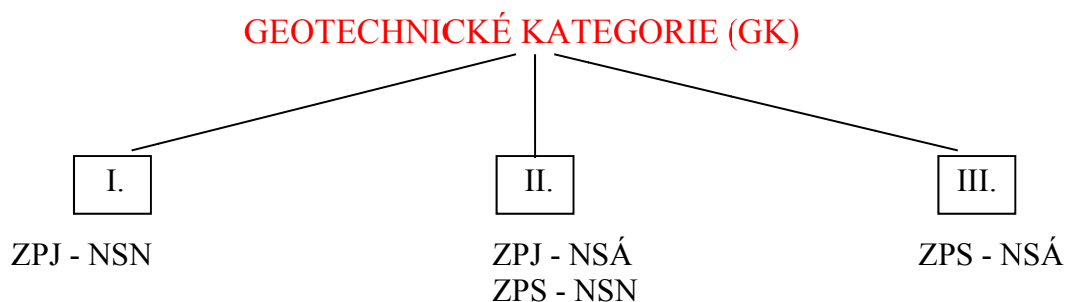 GEOTECHNICKÉ KATEGORIE (GK)
I.
II.
III.
ZPJ - NSN
ZPJ - NSÁ
ZPS - NSÁ
ZPS - NSN